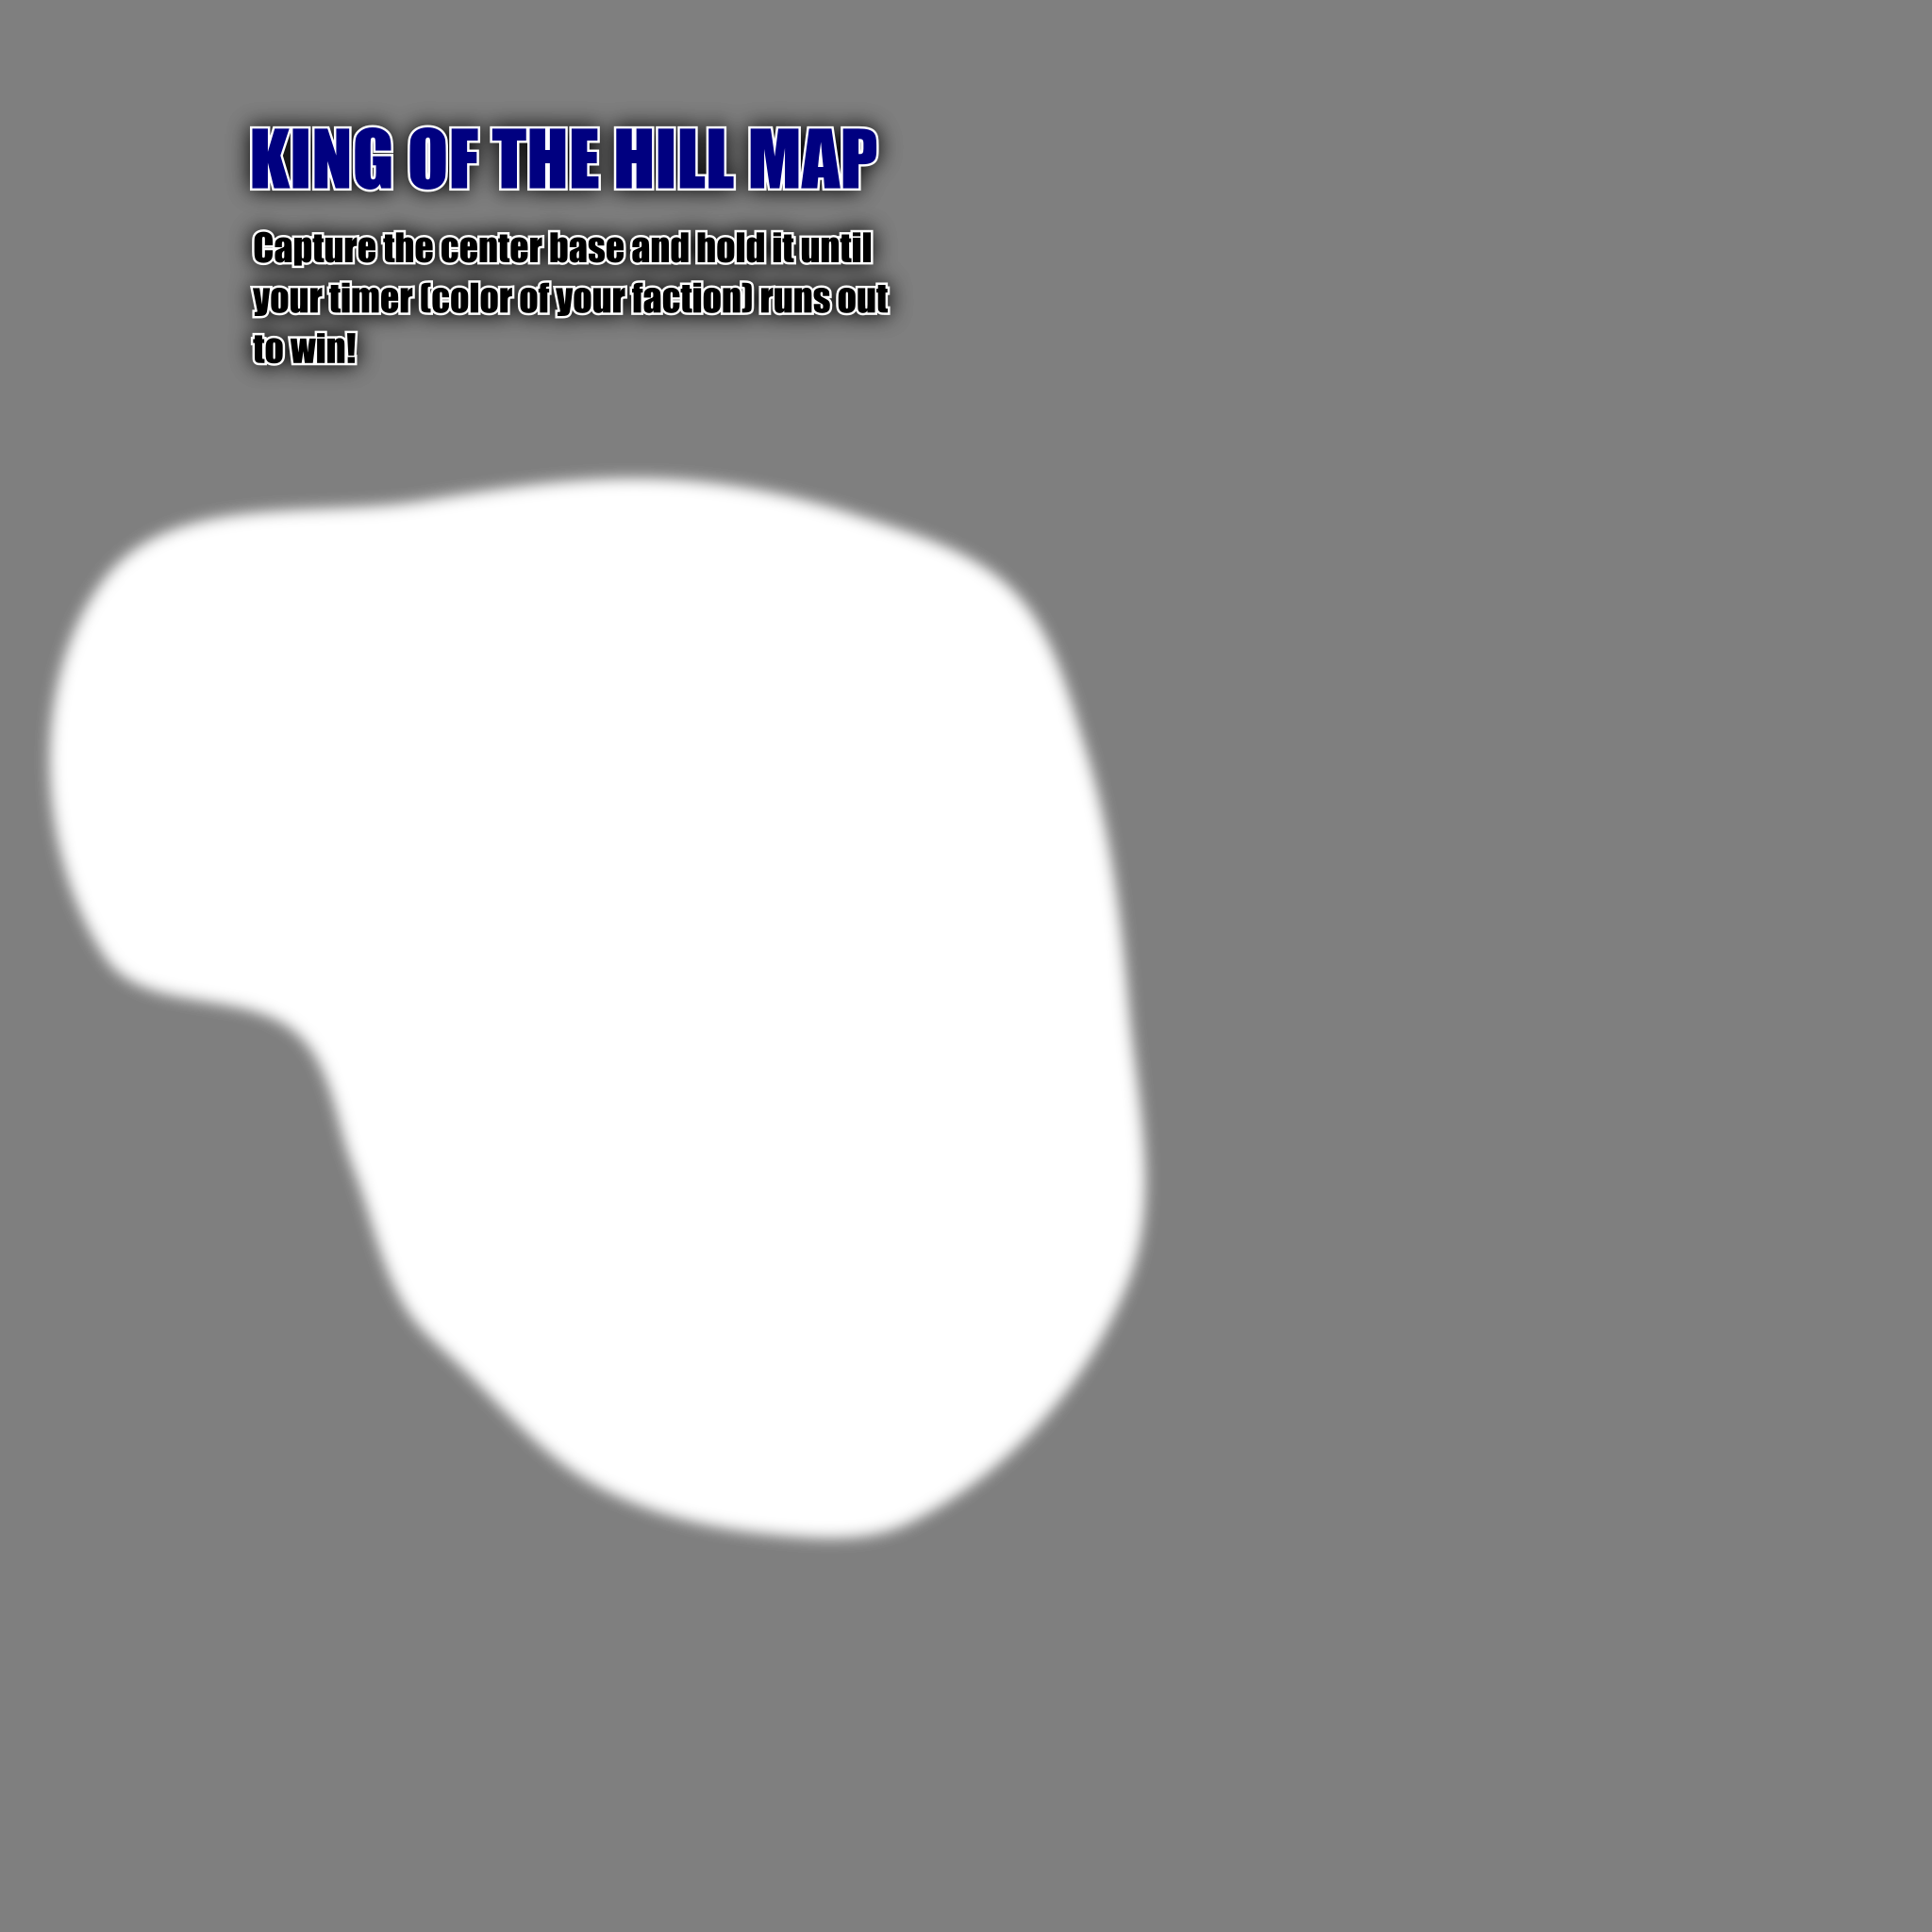 KING OF THE HILL MAP
Capture the center base and hold it until
your timer (color of your faction) runs out
to win!